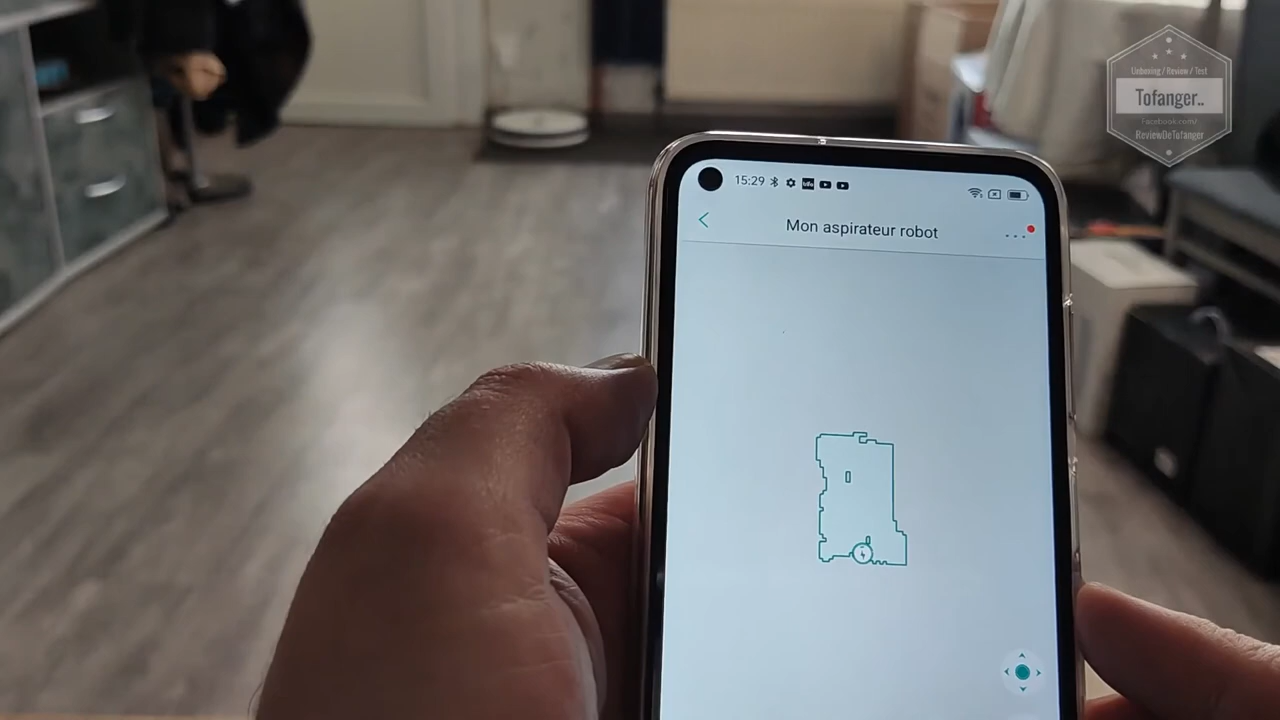 Unboxing / Review / Test
Tofanger..
Facebook.com/
ReviewDeTofanger
15:29
Mon aspirateur robot
...